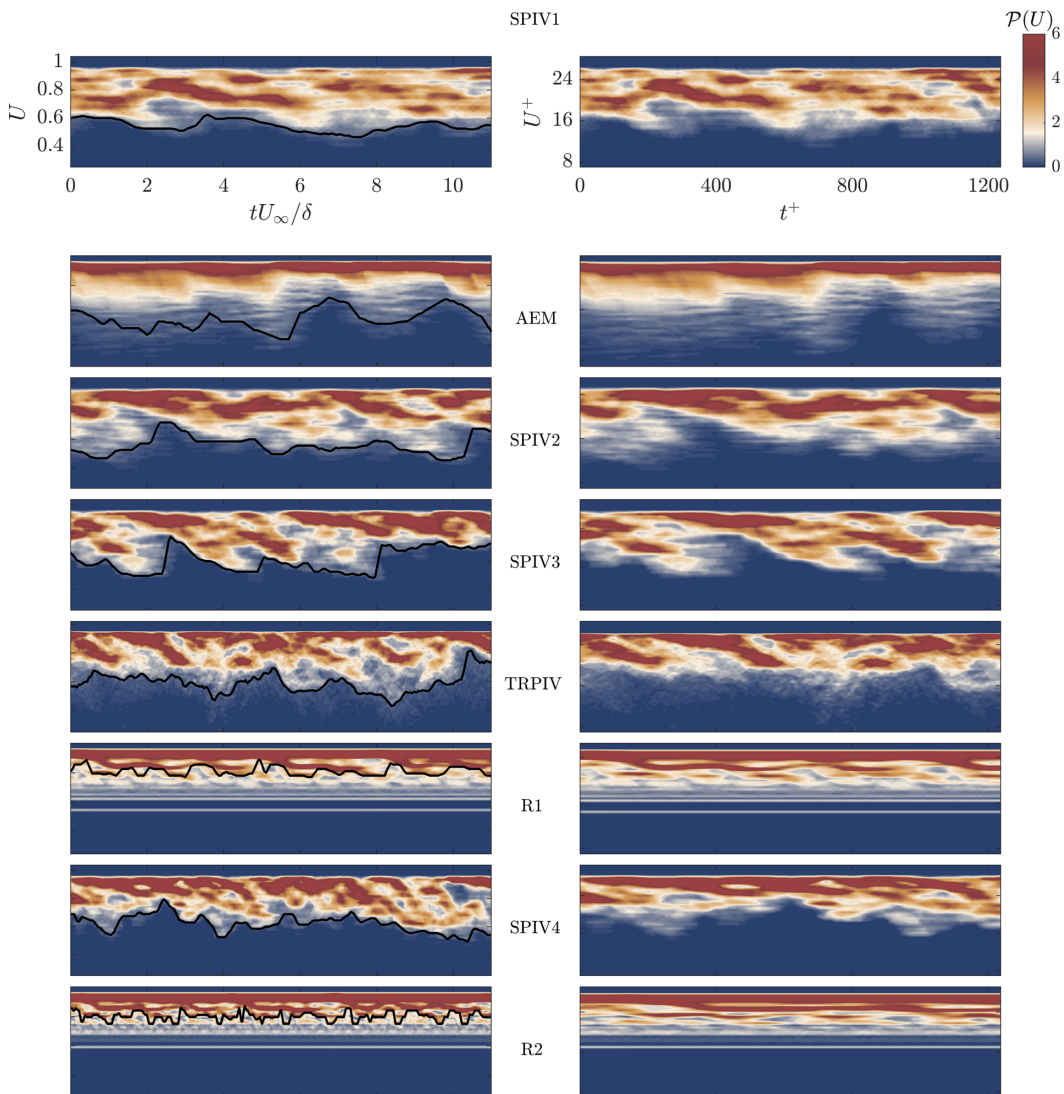 SPIV1
𝒫(U)
6
4
2
0
U
1
0.8
0.6
0.4
0 2 4 6 8 10
tU∞/δ
U⁺
24
16
8
0 400 800 1200
t⁺
AEM
SPIV2
SPIV3
TRPIV
R1
SPIV4
R2